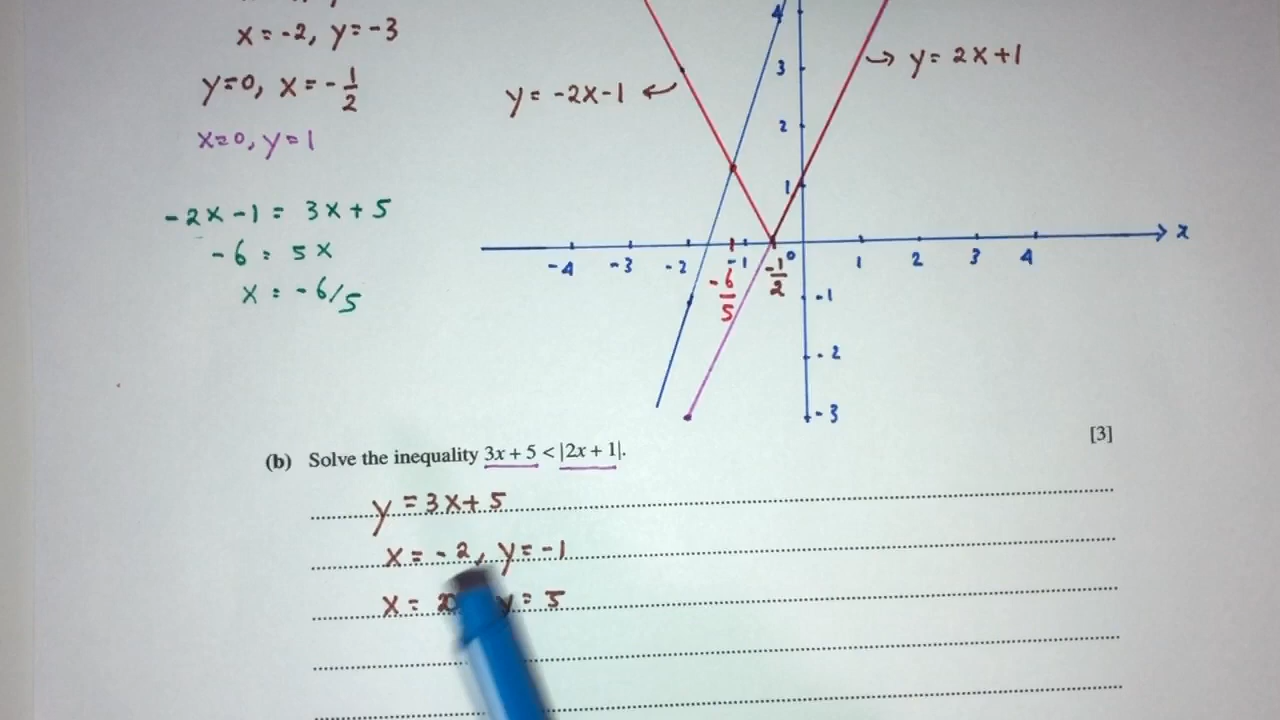 x = -2, y = -3
y=0, x = -1/2
x=0, y=1
-2x-1 = 3x+5
-6 = 5x
x = -6/5
4
3
2
1
y = -2x-1
y = 2x+1
x
-4 -3 -2 -1 0 1 2 3 4
-6/5
-1/2
-1
-2
-3
[3]
(b) Solve the inequality 3x + 5 < |2x + 1|.
y = 3x+5
x = -2, y = -1
x = y = 5